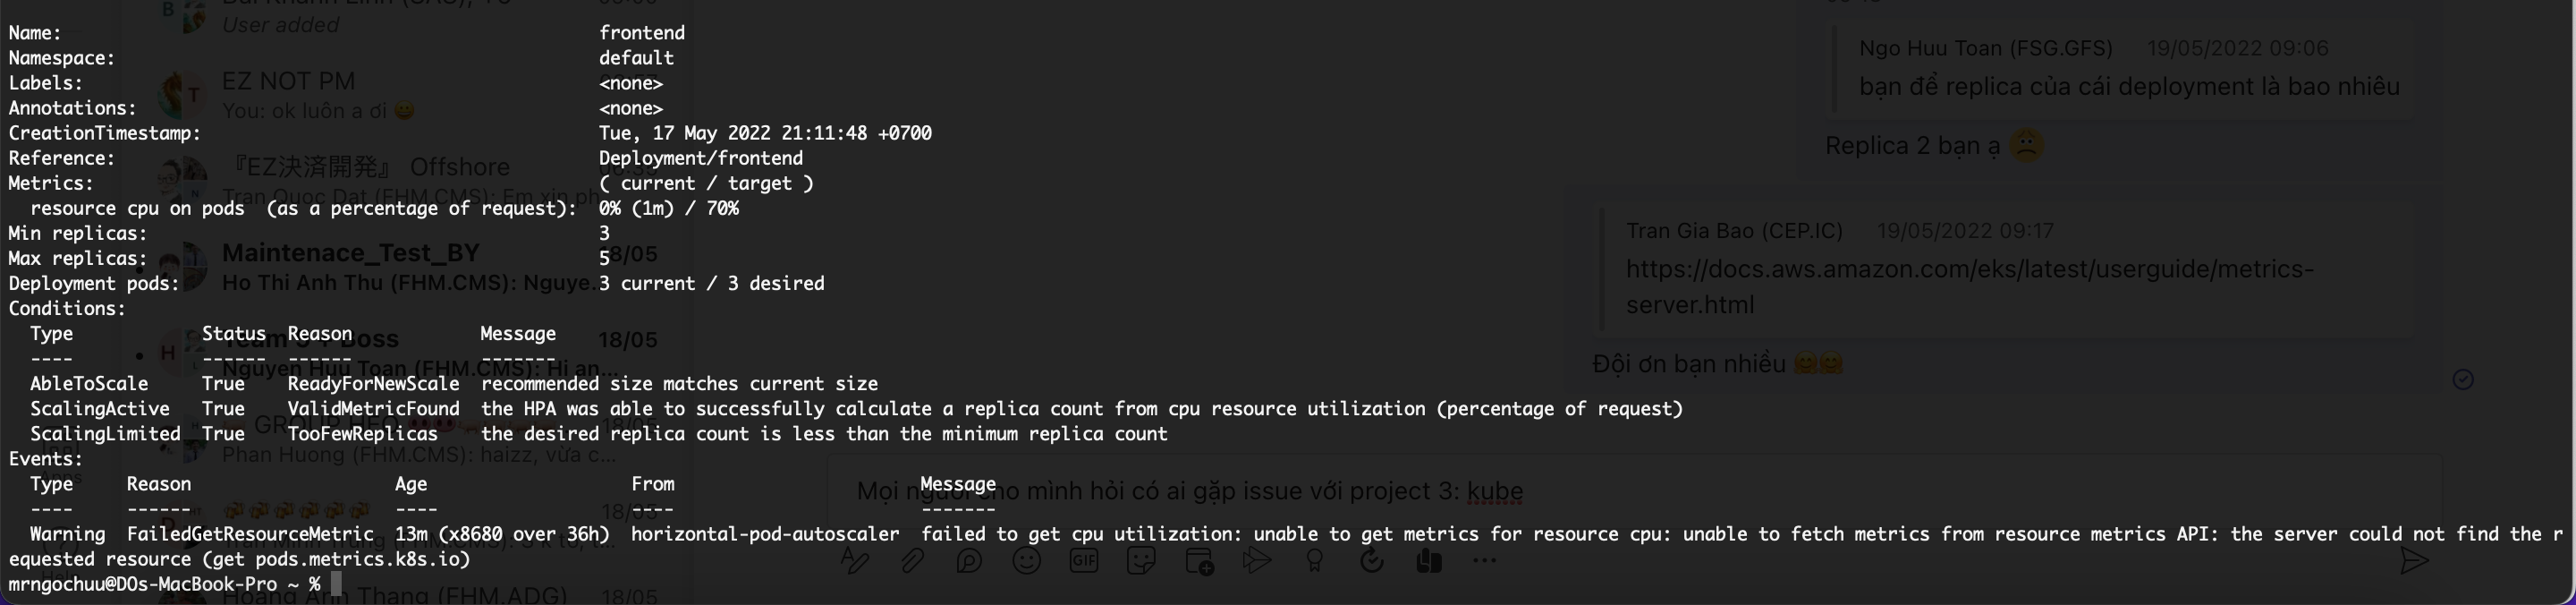 Name: frontend
Namespace: default
Labels: <none>
Annotations: <none>
CreationTimestamp: Tue, 17 May 2022 21:11:48 +0700
Reference: Deployment/frontend
Metrics: ( current / target )
resource cpu on pods (as a percentage of request): 0% (1m) / 70%
Min replicas: 3
Max replicas: 5
Deployment pods: 3 current / 3 desired
Conditions:
Type Status Reason Message
---- ------ ------ -------
AbleToScale True ReadyForNewScale recommended size matches current size
ScalingActive True ValidMetricFound the HPA was able to successfully calculate a replica count from cpu resource utilization (percentage of request)
ScalingLimited True TooFewReplicas the desired replica count is less than the minimum replica count
Events:
Type Reason Age From Message
---- ------ ---- ---- -------
Warning FailedGetResourceMetric 13m (x8680 over 36h) horizontal-pod-autoscaler failed to get cpu utilization: unable to get metrics for resource cpu: unable to fetch metrics from resource metrics API: the server could not find the r
equested resource (get pods.metrics.k8s.io)
mrngochuu@DOs-MacBook-Pro ~ %
User added
EZ NOT PM
You: ok luôn a ơi
『EZ決済開発』 Offshore
Tran Quoc Dat (FHM.CMS): Em xin ph
Maintenace_Test_BY 18/05
Ho Thi Anh Thu (FHM.CMS): Nguye...
Boss 18/05
Nguyen Huu Toan (FHM.CMS): Hi an...
GROUP HEO 18/05
Phan Huong (FHM.CMS): haizz, vừa c...
18/05
Hoang Anh Thang (FHM.ADG) 18/05
Ngo Huu Toan (FSG.GFS) 19/05/2022 09:06
bạn để replica của cái deployment là bao nhiêu
Replica 2 bạn ạ
Tran Gia Bao (CEP.IC) 19/05/2022 09:17
https://docs.aws.amazon.com/eks/latest/userguide/metrics-
server.html
Đội ơn bạn nhiều
Mọi người cho mình hỏi có ai gặp issue với project 3: kube
GIF